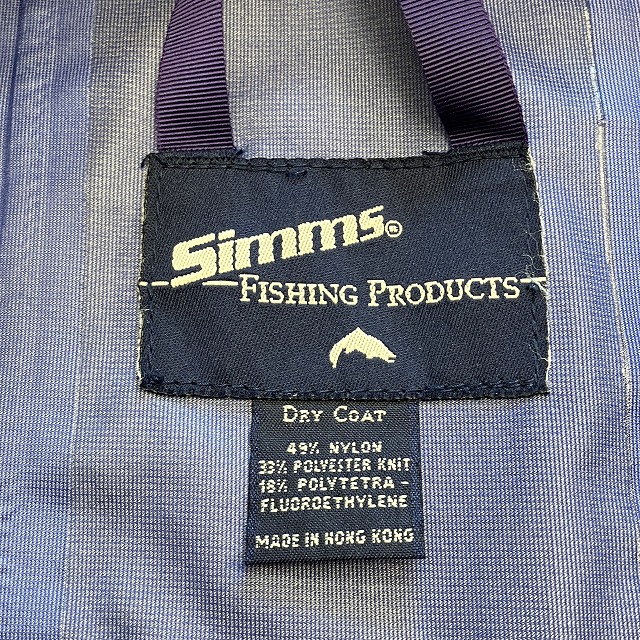 Simms®
FISHING PRODUCTS
DRY COAT
49% NYLON
33% POLYESTER KNIT
18% POLYTETRA-
FLUOROETHYLENE
MADE IN HONG KONG